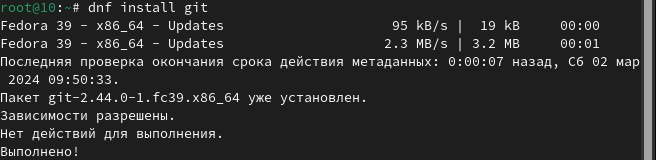 root@10:~# dnf install git
Fedora 39 - x86_64 - Updates 95 kB/s | 19 kB 00:00
Fedora 39 - x86_64 - Updates 2.3 MB/s | 3.2 MB 00:01
Последняя проверка окончания срока действия метаданных: 0:00:07 назад, Сб 02 мар
2024 09:50:33.
Пакет git-2.44.0-1.fc39.x86_64 уже установлен.
Зависимости разрешены.
Нет действий для выполнения.
Выполнено!